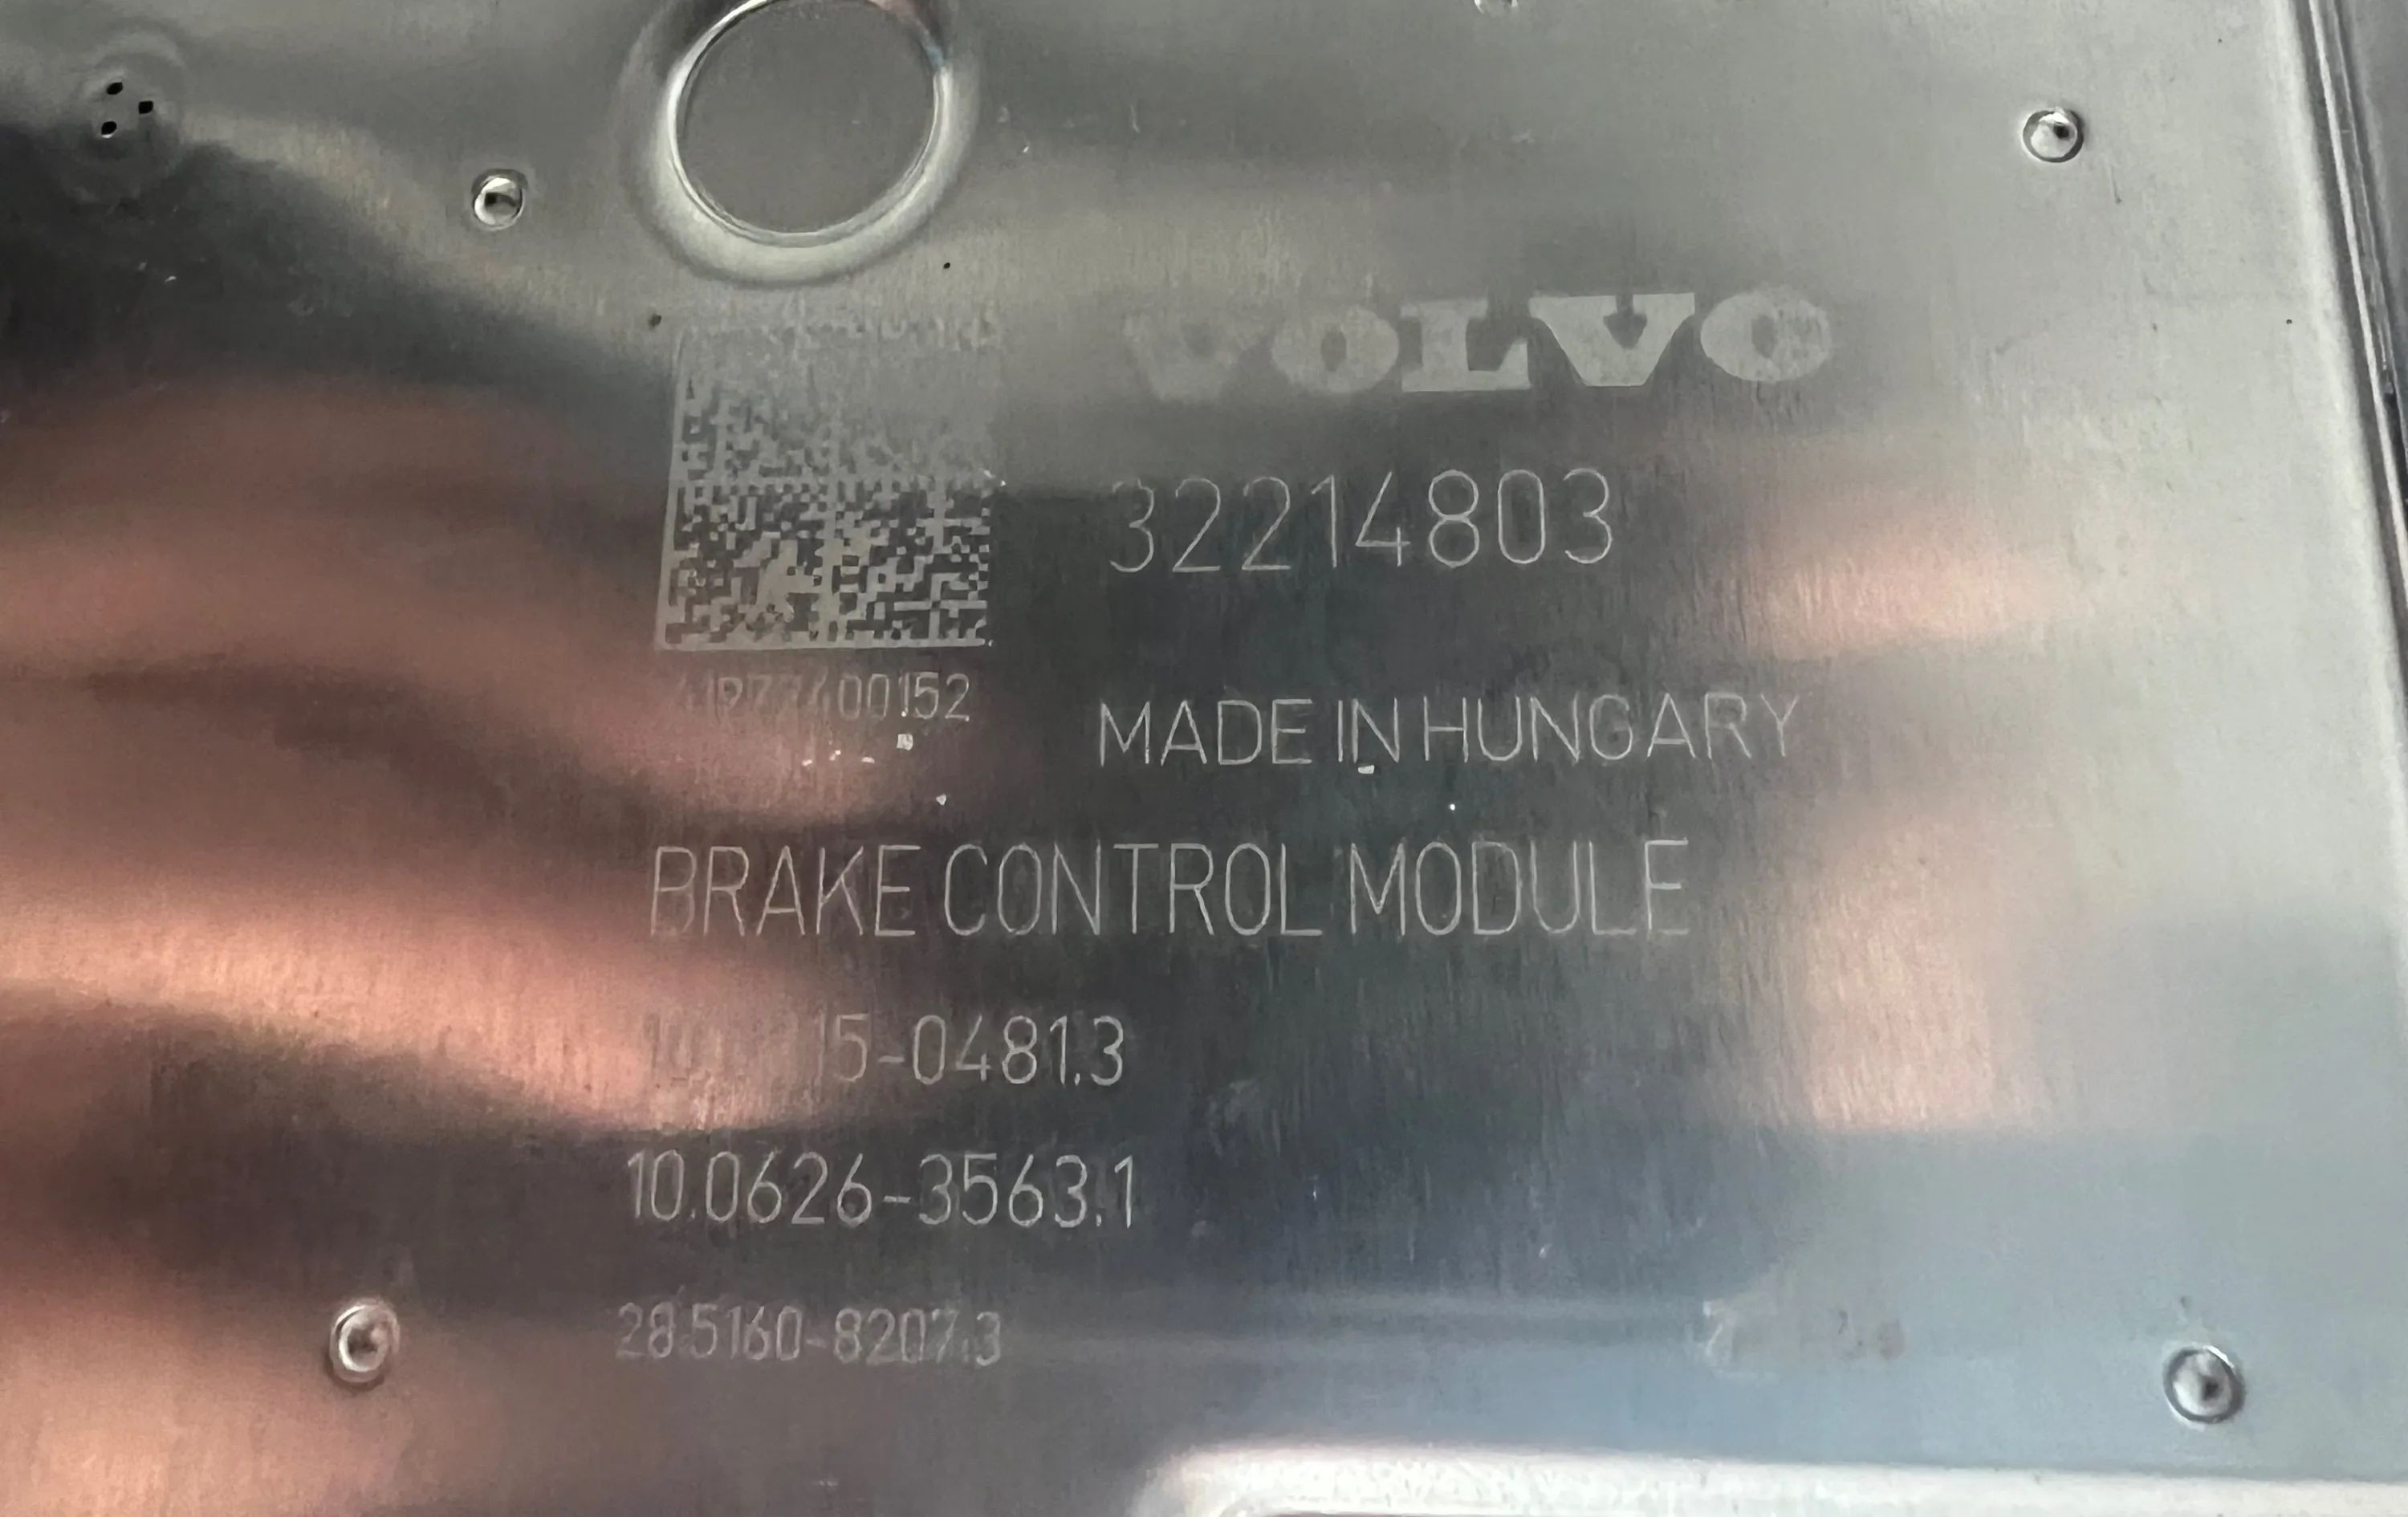 VOLVO
32214803
MADE IN HUNGARY
BRAKE CONTROL MODULE
10.0626-3563.1
28.5160-8207.3